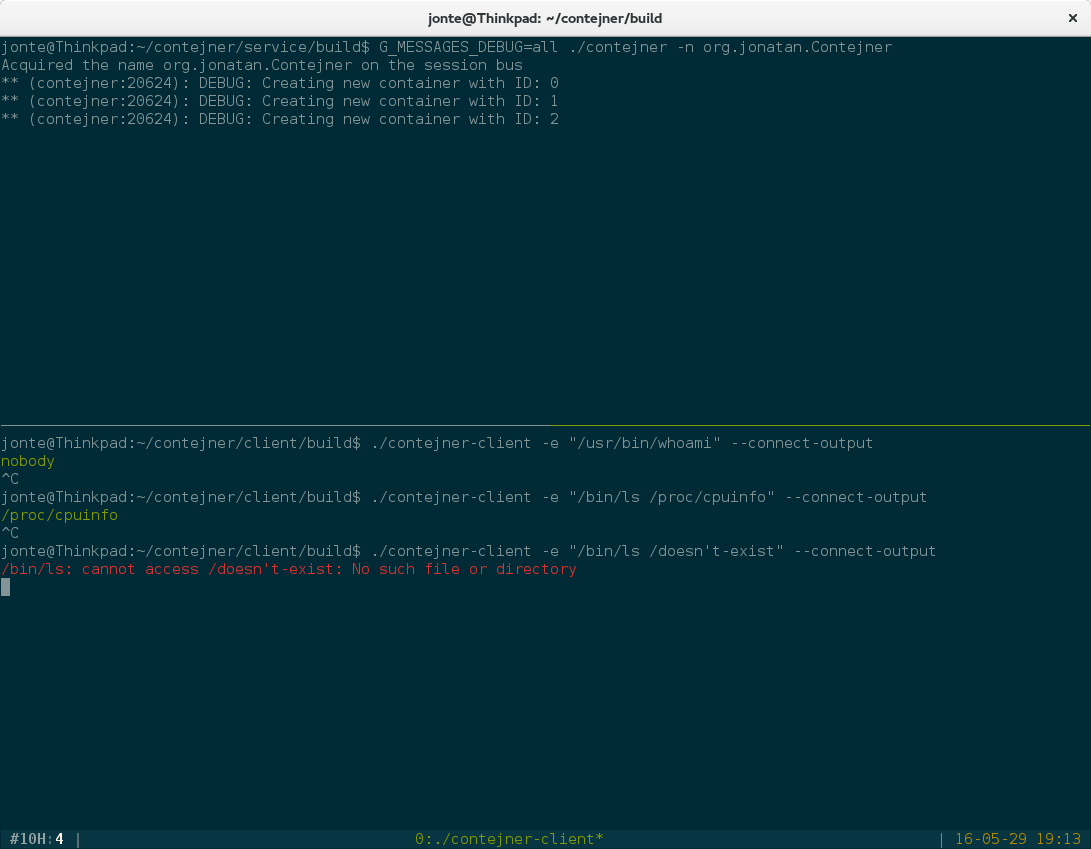 jonte@Thinkpad: ~/contejner/build ×
jonte@Thinkpad:~/contejner/service/build$ G_MESSAGES_DEBUG=all ./contejner -n org.jonatan.Contejner
Acquired the name org.jonatan.Contejner on the session bus
** (contejner:20624): DEBUG: Creating new container with ID: 0
** (contejner:20624): DEBUG: Creating new container with ID: 1
** (contejner:20624): DEBUG: Creating new container with ID: 2
jonte@Thinkpad:~/contejner/client/build$ ./contejner-client -e "/usr/bin/whoami" --connect-output
nobody
^C
jonte@Thinkpad:~/contejner/client/build$ ./contejner-client -e "/bin/ls /proc/cpuinfo" --connect-output
/proc/cpuinfo
^C
jonte@Thinkpad:~/contejner/client/build$ ./contejner-client -e "/bin/ls /doesn't-exist" --connect-output
/bin/ls: cannot access /doesn't-exist: No such file or directory
#10H:4 | 0:./contejner-client* | 16-05-29 19:13